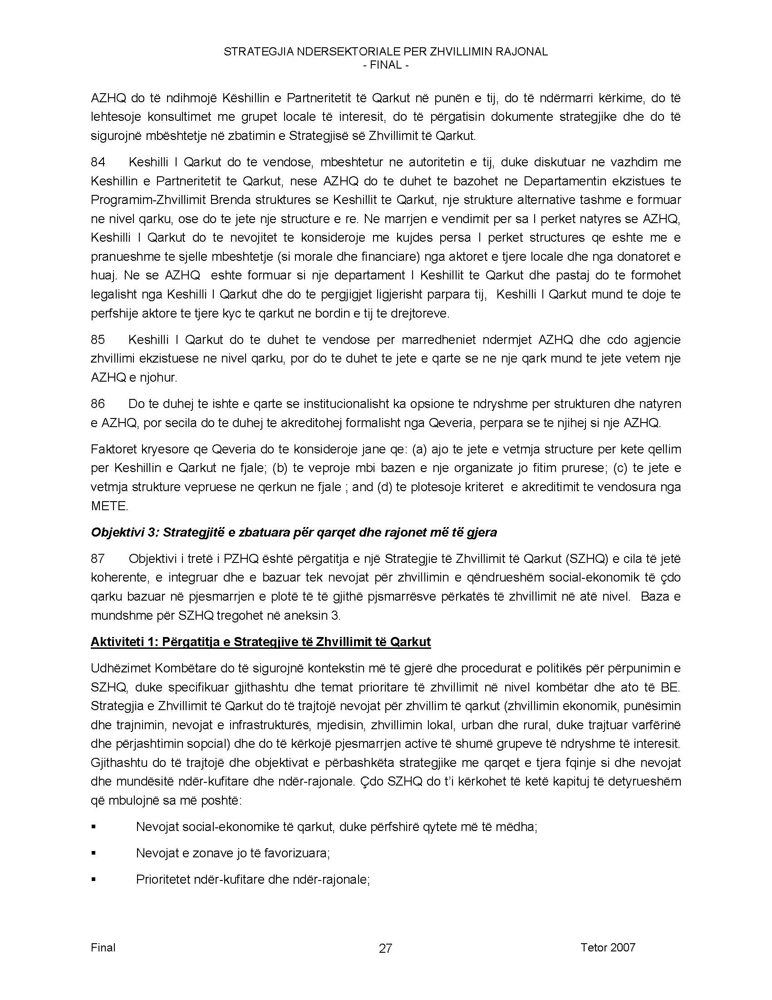 STRATEGJIA NDERSEKTORIALE PER ZHVILLIMIN RAJONAL
- FINAL -
AZHQ do të ndihmojë Këshillin e Partneritetit të Qarkut në punën e tij, do të ndërmarri kërkime, do të
lehtesoje konsultimet me grupet locale të interesit, do të përgatisin dokumente strategjike dhe do të
sigurojnë mbështetje në zbatimin e Strategjisë së Zhvillimit të Qarkut.
84 Keshilli I Qarkut do te vendose, mbeshtetur ne autoritetin e tij, duke diskutuar ne vazhdim me
Keshillin e Partneritetit te Qarkut, nese AZHQ do te duhet te bazohet ne Departamentin ekzistues te
Programim-Zhvillimit Brenda struktures se Keshillit te Qarkut, nje strukture alternative tashme e formuar
ne nivel qarku, ose do te jete nje structure e re. Ne marrjen e vendimit per sa I perket natyres se AZHQ,
Keshilli I Qarkut do te nevojitet te konsideroje me kujdes persa I perket structures qe eshte me e
pranueshme te sjelle mbeshtetje (si morale dhe financiare) nga aktoret e tjere locale dhe nga donatoret e
huaj. Ne se AZHQ eshte formuar si nje departament I Keshillit te Qarkut dhe pastaj do te formohet
legalisht nga Keshilli I Qarkut dhe do te pergjigjet ligjerisht parpara tij, Keshilli I Qarkut mund te doje te
perfshije aktore te tjere kyc te qarkut ne bordin e tij te drejtoreve.
85 Keshilli I Qarkut do te duhet te vendose per marredheniet ndermjet AZHQ dhe cdo agjencie
zhvillimi ekzistuese ne nivel qarku, por do te duhet te jete e qarte se ne nje qark mund te jete vetem nje
AZHQ e njohur.
86 Do te duhej te ishte e qarte se institucionalisht ka opsione te ndryshme per strukturen dhe natyren
e AZHQ, por secila do te duhej te akreditohej formalisht nga Qeveria, perpara se te njihej si nje AZHQ.
Faktoret kryesore qe Qeveria do te konsideroje jane qe: (a) ajo te jete e vetmja structure per kete qellim
per Keshillin e Qarkut ne fjale; (b) te veproje mbi bazen e nje organizate jo fitim prurese; (c) te jete e
vetmja strukture vepruese ne qerkun ne fjale ; and (d) te plotesoje kriteret e akreditimit te vendosura nga
METE.
Objektivi 3: Strategjitë e zbatuara për qarqet dhe rajonet më të gjera
87 Objektivi i tretë i PZHQ është përgatitja e një Strategjie të Zhvillimit të Qarkut (SZHQ) e cila të jetë
koherente, e integruar dhe e bazuar tek nevojat për zhvillimin e qëndrueshëm social-ekonomik të çdo
qarku bazuar në pjesmarrjen e plotë të të gjithë pjsmarrësve përkatës të zhvillimit në atë nivel. Baza e
mundshme për SZHQ tregohet në aneksin 3.
Aktiviteti 1: Përgatitja e Strategjive të Zhvillimit të Qarkut
Udhëzimet Kombëtare do të sigurojnë kontekstin më të gjerë dhe procedurat e politikës për përpunimin e
SZHQ, duke specifikuar gjithashtu dhe temat prioritare të zhvillimit në nivel kombëtar dhe ato të BE.
Strategjia e Zhvillimit të Qarkut do të trajtojë nevojat për zhvillim të qarkut (zhvillimin ekonomik, punësimin
dhe trajnimin, nevojat e infrastrukturës, mjedisin, zhvillimin lokal, urban dhe rural, duke trajtuar varfërinë
dhe përjashtimin sopcial) dhe do të kërkojë pjesmarrjen active të shumë grupeve të ndryshme të interesit.
Gjithashtu do të trajtojë dhe objektivat e përbashkëta strategjike me qarqet e tjera fqinje si dhe nevojat
dhe mundësitë ndër-kufitare dhe ndër-rajonale. Çdo SZHQ do t’i kërkohet të ketë kapituj të detyrueshëm
që mbulojnë sa më poshtë:
▪ Nevojat social-ekonomike të qarkut, duke përfshirë qytete më të mëdha;
▪ Nevojat e zonave jo të favorizuara;
▪ Prioritetet ndër-kufitare dhe ndër-rajonale;
Final 27 Tetor 2007